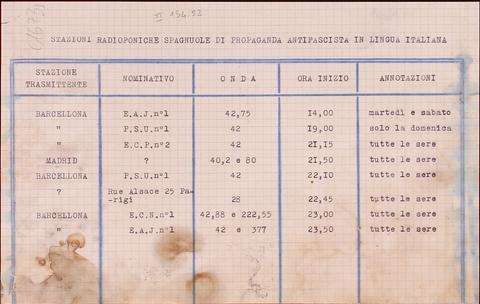 (1673)
II 154.52
STAZIONI RADIOFONICHE SPAGNUOLE DI PROPAGANDA ANTIFASCISTA IN LINGUA ITALIANA
STAZIONE TRASMITTENTE NOMINATIVO O N D A ORA INIZIO ANNOTAZIONI
BARCELLONA E.A.J.n°1 42,75 I4,00 martedì e sabato
" P.S.U.n°1 42 I9,00 solo la domenica
" E.C.P.n°2 42 2I,I5 tutte le sere
MADRID ? 40,2 e 80 2I,50 tutte le sere
BARCELLONA P.S.U.n°1 42 22,I0 tutte le sere
? Rue Alsace 25 Pa-
-rigi 28 22,45 tutte le sere
BARCELLONA E.C.N.n°1 42,88 e 222,55 23,00 tutte le sere
" E.A.J.n°1 42 e 377 23,50 tutte le sere